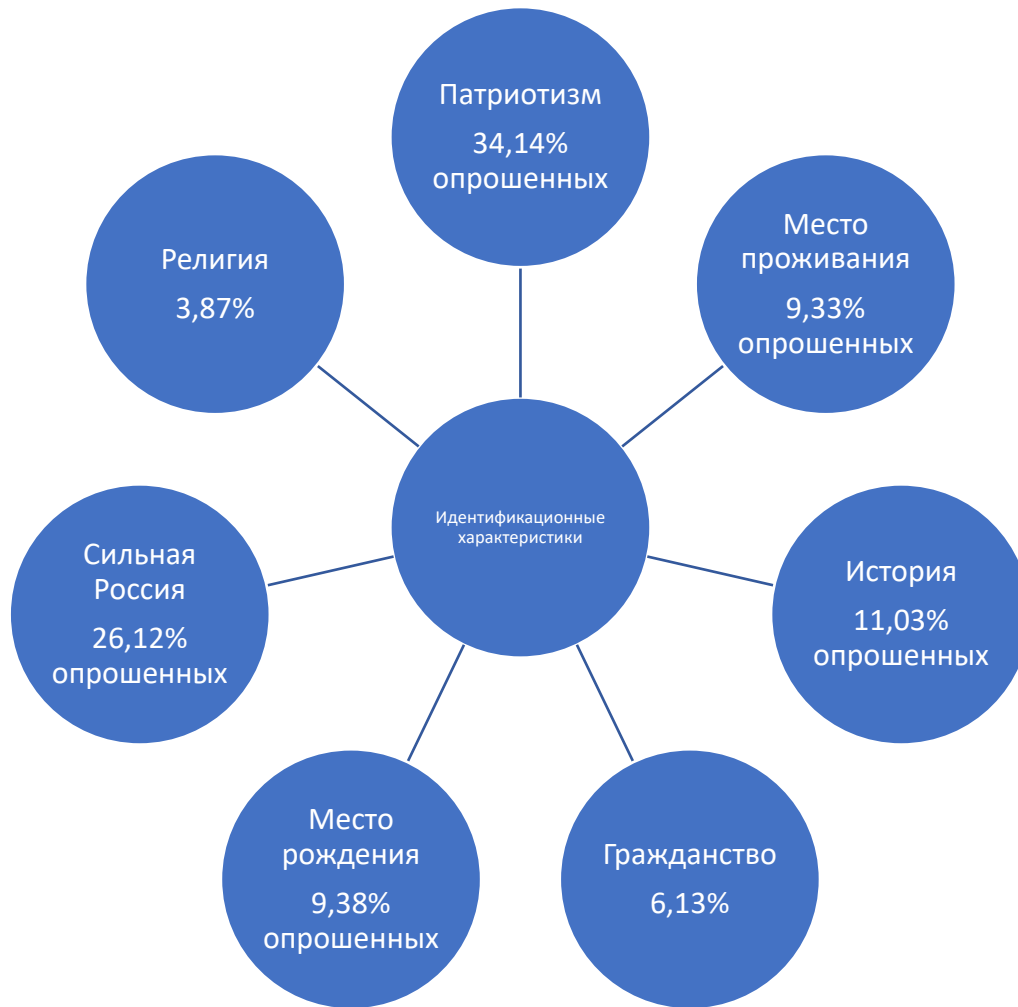 Патриотизм
34,14%
опрошенных
Место
проживания
9,33%
опрошенных
История
11,03%
опрошенных
Гражданство
6,13%
Место
рождения
9,38%
опрошенных
Сильная
Россия
26,12%
опрошенных
Религия
3,87%
Идентификационные
характеристики